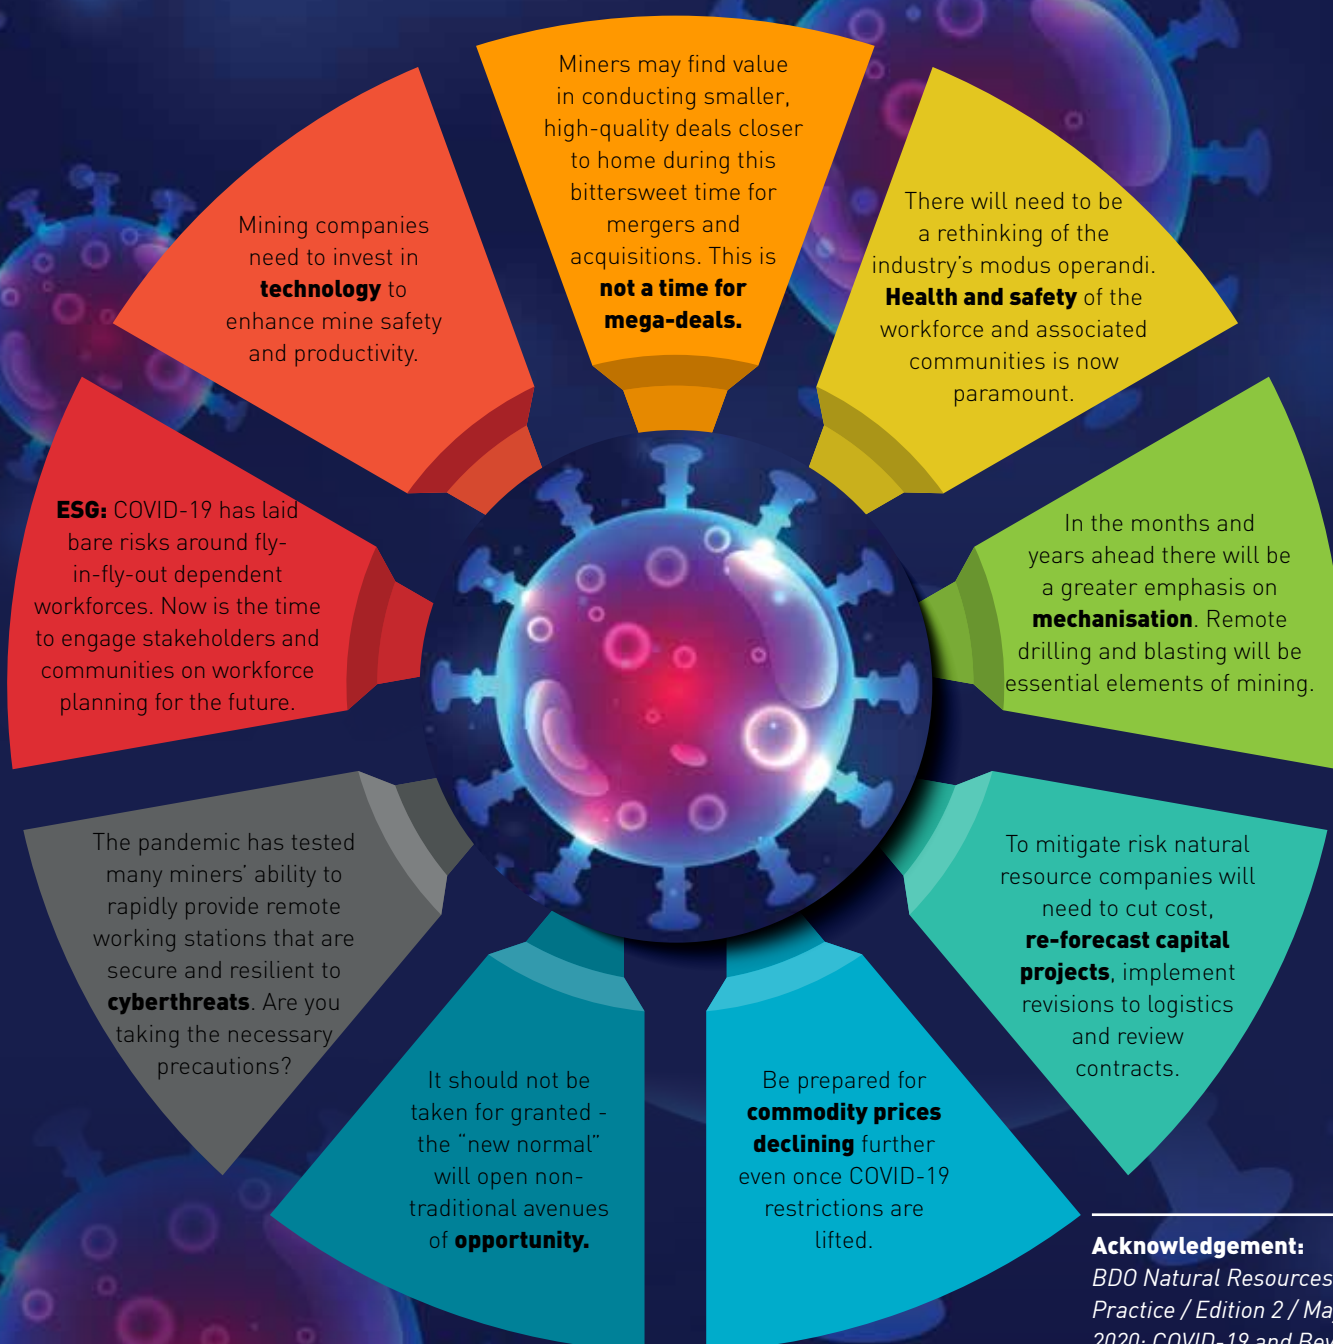 Miners may find value
in conducting smaller,
high-quality deals closer
to home during this
bittersweet time for
mergers and
acquisitions. This is
not a time for
mega-deals.
There will need to be
a rethinking of the
industry's modus operandi.
Health and safety of the
workforce and associated
communities is now
paramount.
In the months and
years ahead there will be
a greater emphasis on
mechanisation. Remote
drilling and blasting will be
essential elements of mining.
To mitigate risk natural
resource companies will
need to cut cost,
re-forecast capital
projects, implement
revisions to logistics
and review
contracts.
Be prepared for
commodity prices
declining further
even once COVID-19
restrictions are
lifted.
It should not be
taken for granted -
the “new normal”
will open non-
traditional avenues
of opportunity.
The pandemic has tested
many miners’ ability to
rapidly provide remote
working stations that are
secure and resilient to
cyberthreats. Are you
taking the necessary
precautions?
ESG: COVID-19 has laid
bare risks around fly-
in-fly-out dependent
workforces. Now is the time
to engage stakeholders and
communities on workforce
planning for the future.
Mining companies
need to invest in
technology to
enhance mine safety
and productivity.
Acknowledgement:
BDO Natural Resources
Practice / Edition 2 /
2020: COVID-19 and